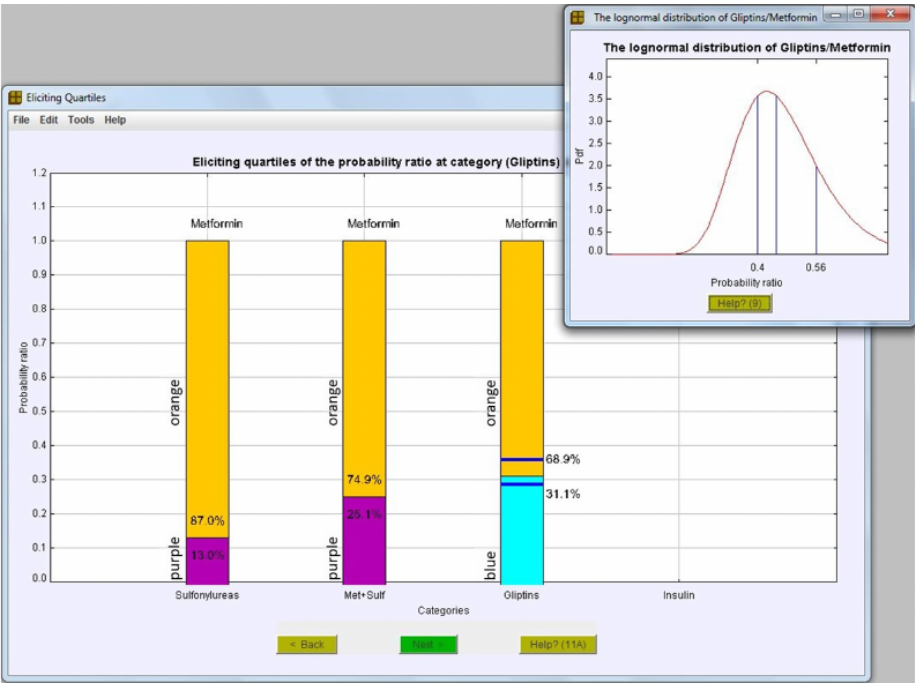 The lognormal distribution of Gliptins/Metformin
The lognormal distribution of Gliptins/Metformin
4.0
3.5
3.0
2.5
2.0
1.5
1.0
0.5
0.0
Pdf
0.4 0.56
Probability ratio
Help? (9)
Eliciting Quartiles
File Edit Tools Help
Eliciting quartiles of the probability ratio at category (Gliptins)
1.2
1.1
1.0
0.9
0.8
0.7
0.6
0.5
0.4
0.3
0.2
0.1
0.0
Probability ratio
Metformin Metformin Metformin
orange orange orange
68.9%
74.9%
31.1%
87.0%
25.1%
13.0%
purple purple blue
Sulfonylureas Met+Sulf Gliptins Insulin
Categories
< Back Next > Help? (11A)